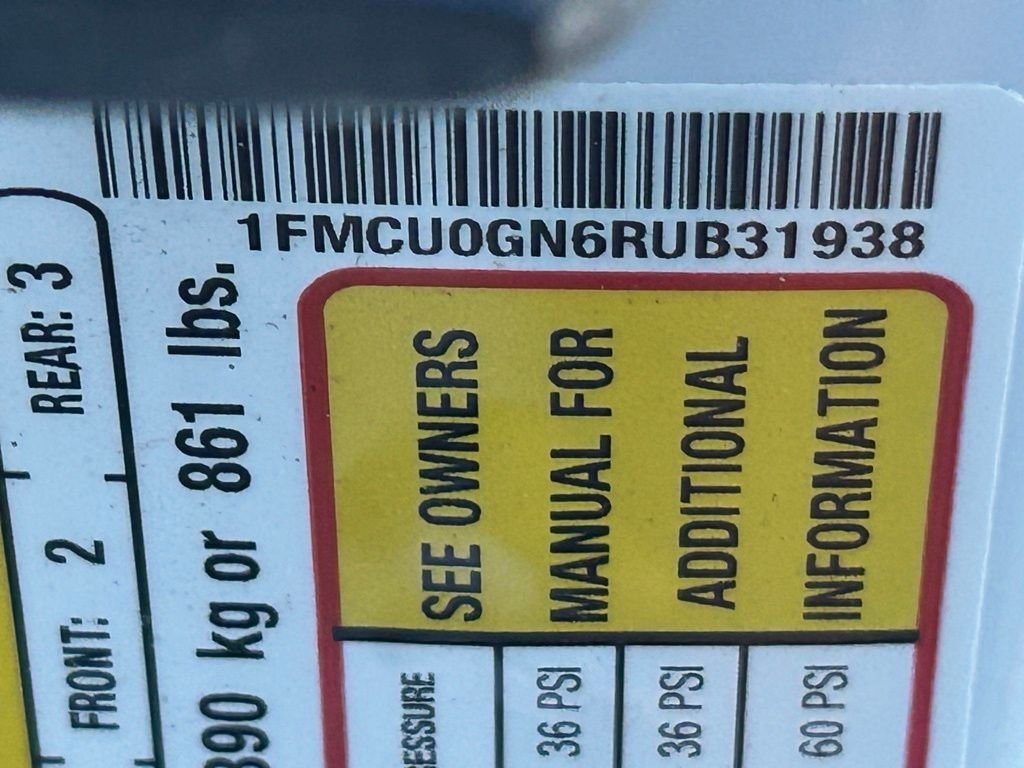 1FMCU0GN6RUB31938
FRONT: 2 REAR: 3
390 kg or 861 lbs.
SEE OWNERS
MANUAL FOR
ADDITIONAL
INFORMATION
36 PSI
36 PSI
60 PSI